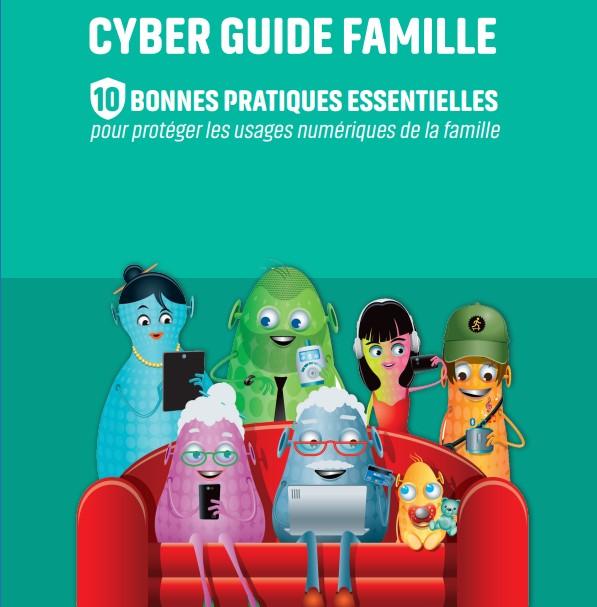 CYBER GUIDE FAMILLE
10 BONNES PRATIQUES ESSENTIELLES
pour protéger les usages numériques de la famille